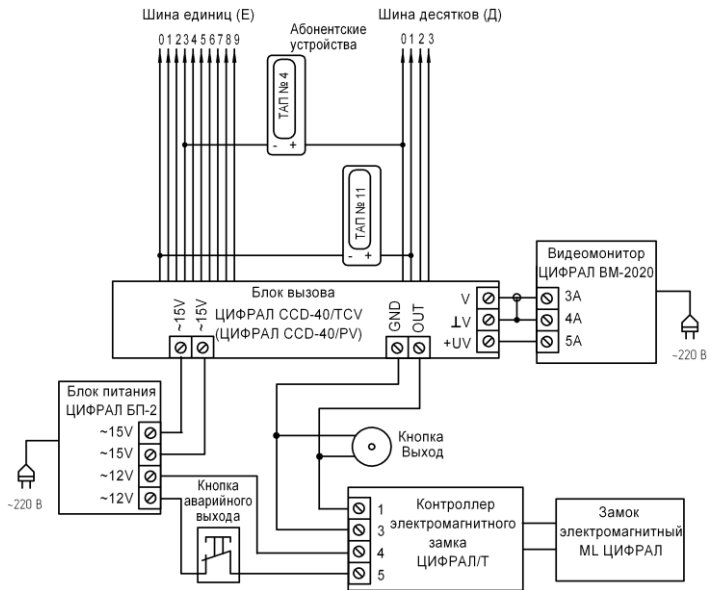 Шина единиц (Е)
Шина десятков (Д)
Абонентские
устройства
0 1 2 3 4 5 6 7 8 9
0 1 2 3
ТАП № 4
- +
ТАП № 11
- +
Блок вызова
ЦИФРАЛ CCD-40/TCV
(ЦИФРАЛ CCD-40/PV)
~15V
~15V
GND
OUT
V
⊥V
+UV
Видеомонитор
ЦИФРАЛ ВМ-2020
3A
4A
5A
~220 В
Блок питания
ЦИФРАЛ БП-2
~15V
~15V
~12V
~12V
~220 В
Кнопка
Выход
Кнопка
аварийного
выхода
1
3
4
5
Контроллер
электромагнитного
замка
ЦИФРАЛ/Т
Замок
электромагнитный
ML ЦИФРАЛ